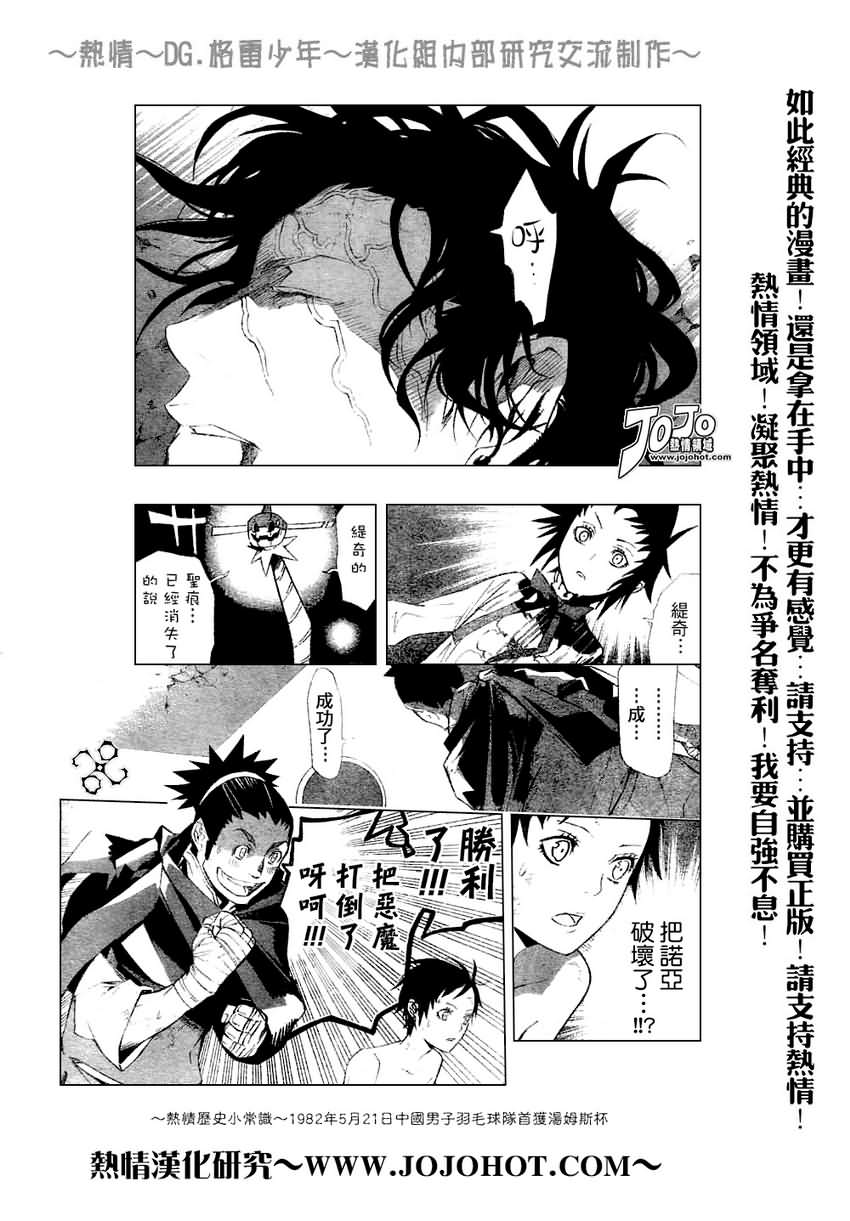 ～熱情～DG.格雷少年～漢化組內部研究交流制作～
如此經典的漫畫！還是拿在手中…才更有感覺…請支持…並購買正版！請支持熱情！
熱情領域！凝聚熱情！不為爭名奪利！我要自強不息！
呼…
JOJO
熱情領域
www.jojohot.com
緹奇…
緹奇的
聖痕…
已經消失了
的說
………
…成…
成功了…
把諾亞
破壞了…!!?
勝利
了!!!
把惡魔
打倒了
呀呵!!!
～熱情歷史小常識～1982年5月21日中國男子羽毛球隊首獲湯姆斯杯
熱情漢化研究～WWW.JOJOHOT.COM～